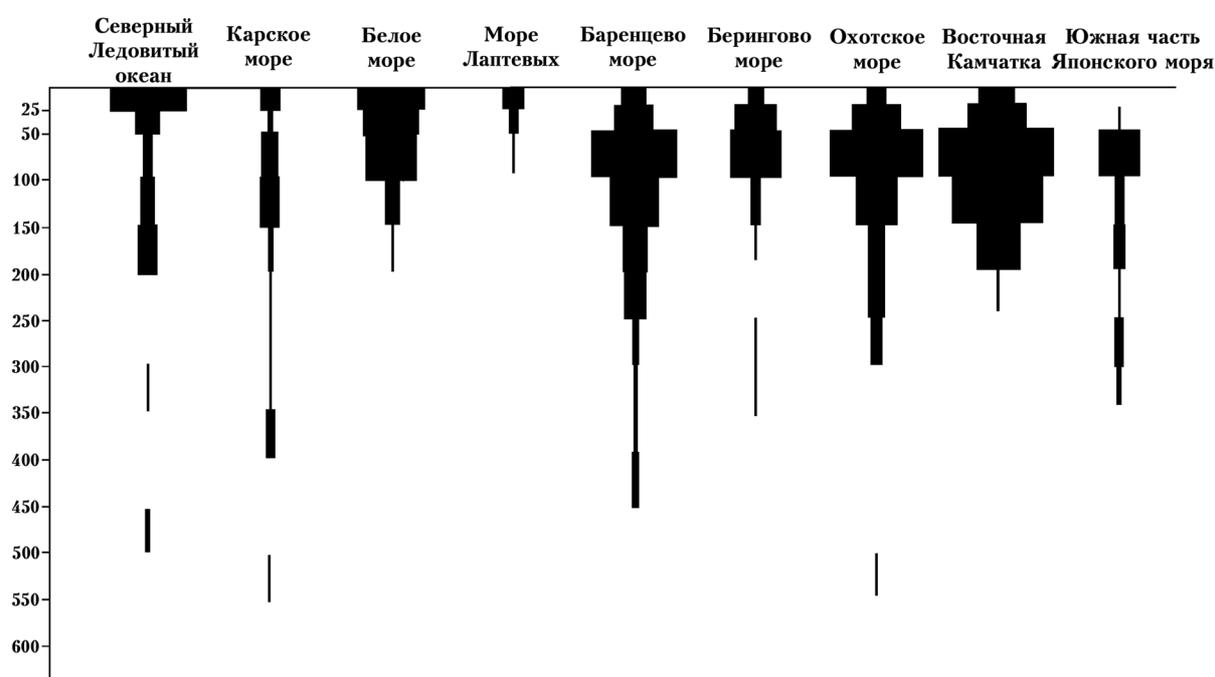 Северный
Ледовитый
океан
Карское
море
Белое
море
Море
Лаптевых
Баренцево
море
Берингово
море
Охотское
море
Восточная
Камчатка
Южная часть
Японского моря
25
50
100
150
200
250
300
350
400
450
500
550
600